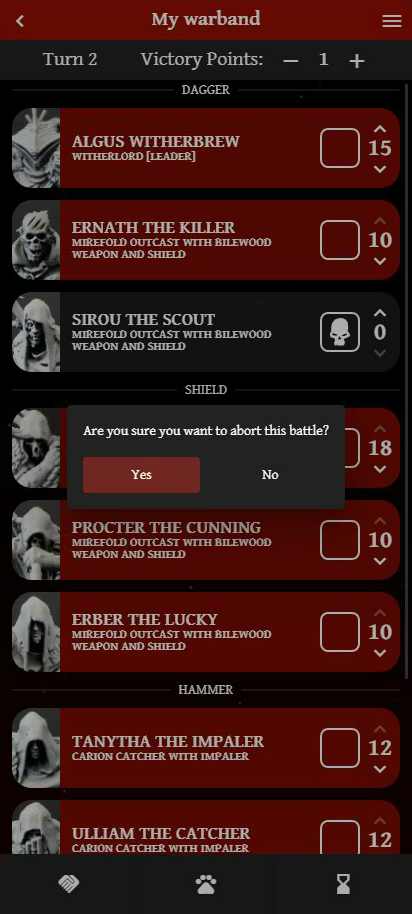 My warband
Turn 2 Victory Points: − 1 +
DAGGER
ALGUS WITHERBREW
WITHERLORD [LEADER]
15
ERNATH THE KILLER
MIREFOLD OUTCAST WITH BILEWOOD
WEAPON AND SHIELD
10
SIROU THE SCOUT
MIREFOLD OUTCAST WITH BILEWOOD
WEAPON AND SHIELD
0
SHIELD
Are you sure you want to abort this battle?
Yes No
18
PROCTER THE CUNNING
MIREFOLD OUTCAST WITH BILEWOOD
WEAPON AND SHIELD
10
ERBER THE LUCKY
MIREFOLD OUTCAST WITH BILEWOOD
WEAPON AND SHIELD
10
HAMMER
TANYTHA THE IMPALER
CARION CATCHER WITH IMPALER
12
ULLIAM THE CATCHER
CARION CATCHER WITH IMPALER
12